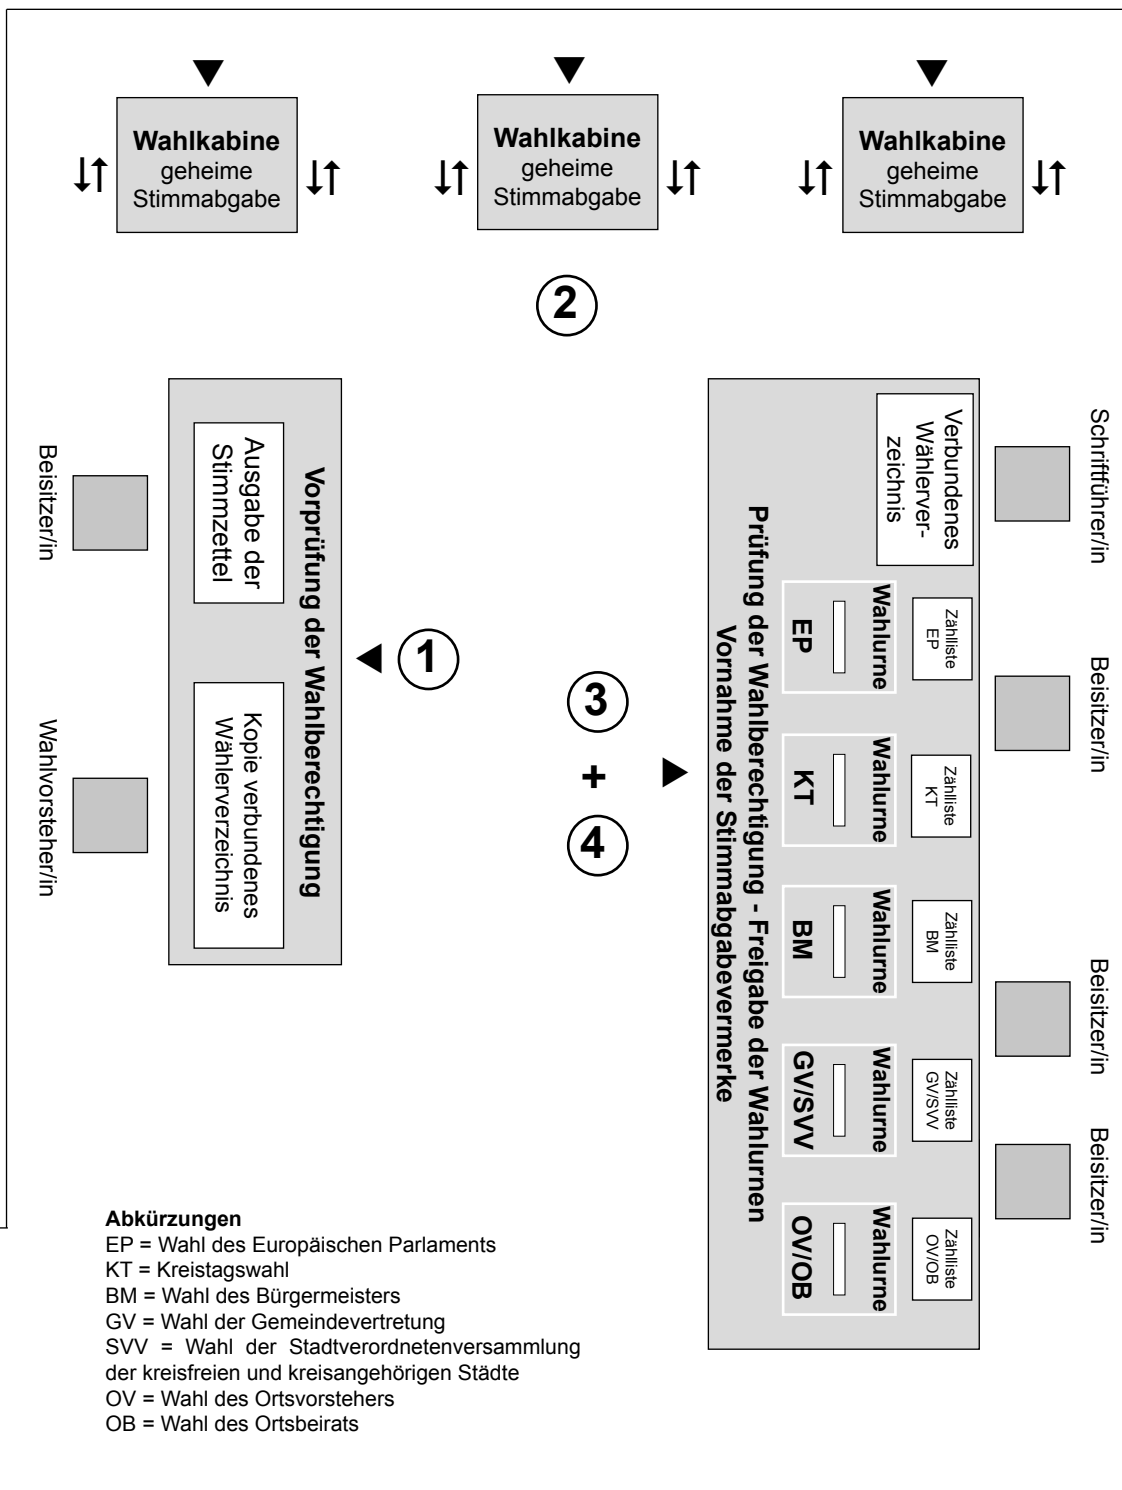 Wahlkabine
geheime
Stimmabgabe
Wahlkabine
geheime
Stimmabgabe
Wahlkabine
geheime
Stimmabgabe
2
Beisitzer/in
Wahlvorsteher/in
Vorprüfung der Wahlberechtigung
Ausgabe der
Stimmzettel
Kopie verbundenes
Wählerverzeichnis
1
3
+
4
Schriftführer/in
Beisitzer/in
Beisitzer/in
Beisitzer/in
Verbundenes
Wählerver-
zeichnis
Zählliste
EP
Zählliste
KT
Zählliste
BM
Zählliste
GV/SVV
Zählliste
OV/OB
Wahlurne
EP
Wahlurne
KT
Wahlurne
BM
Wahlurne
GV/SVV
Wahlurne
OV/OB
Prüfung der Wahlberechtigung - Freigabe der Wahlurnen
Vornahme der Stimmabgabevermerke
Abkürzungen
EP = Wahl des Europäischen Parlaments
KT = Kreistagswahl
BM = Wahl des Bürgermeisters
GV = Wahl der Gemeindevertretung
SVV = Wahl der Stadtverordnetenversammlung
der kreisfreien und kreisangehörigen Städte
OV = Wahl des Ortsvorstehers
OB = Wahl des Ortsbeirats